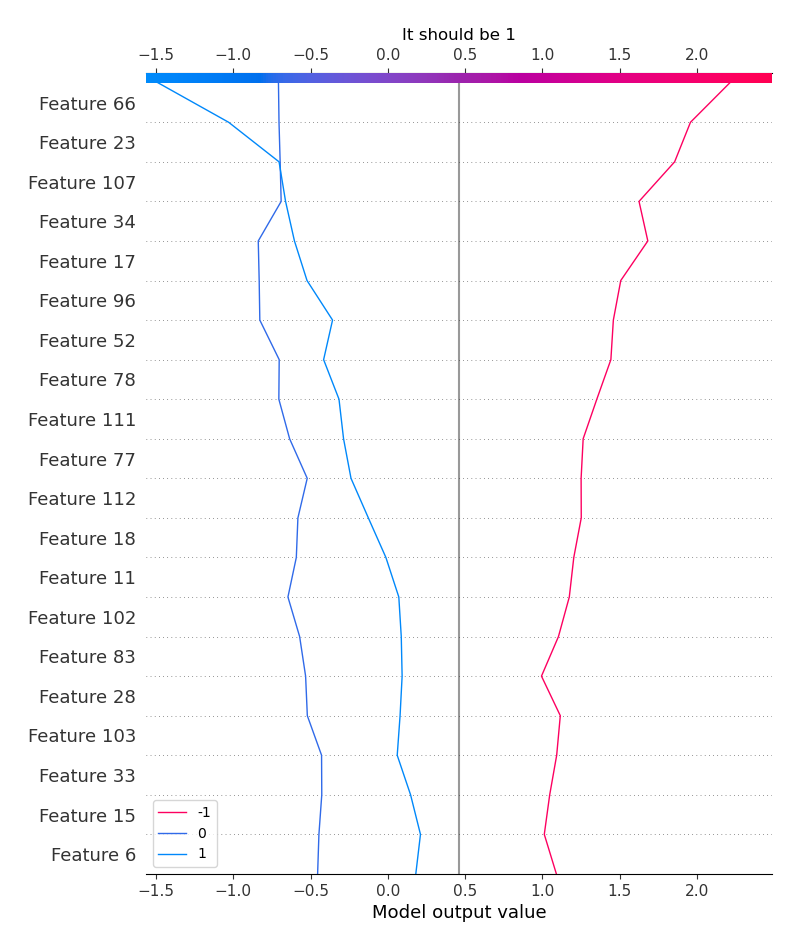 It should be 1
−1.5 −1.0 −0.5 0.0 0.5 1.0 1.5 2.0
Feature 66
Feature 23
Feature 107
Feature 34
Feature 17
Feature 96
Feature 52
Feature 78
Feature 111
Feature 77
Feature 112
Feature 18
Feature 11
Feature 102
Feature 83
Feature 28
Feature 103
Feature 33
Feature 15
Feature 6
-1
0
1
−1.5 −1.0 −0.5 0.0 0.5 1.0 1.5 2.0
Model output value